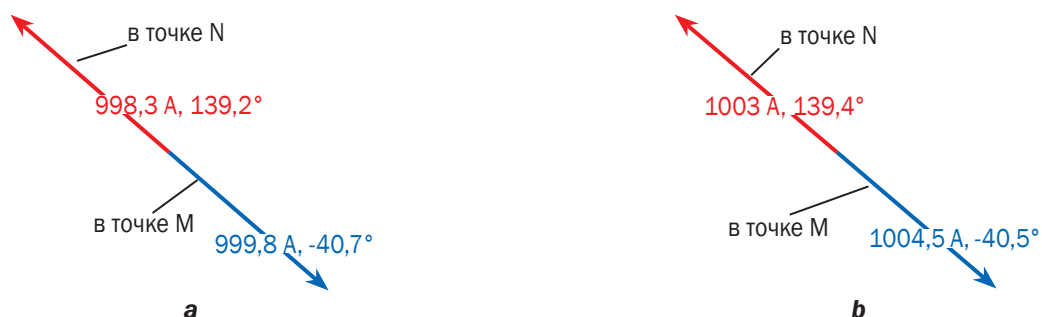 в точке N
998,3 A, 139,2°
в точке M
999,8 A, -40,7°
a
в точке N
1003 A, 139,4°
в точке M
1004,5 A, -40,5°
b